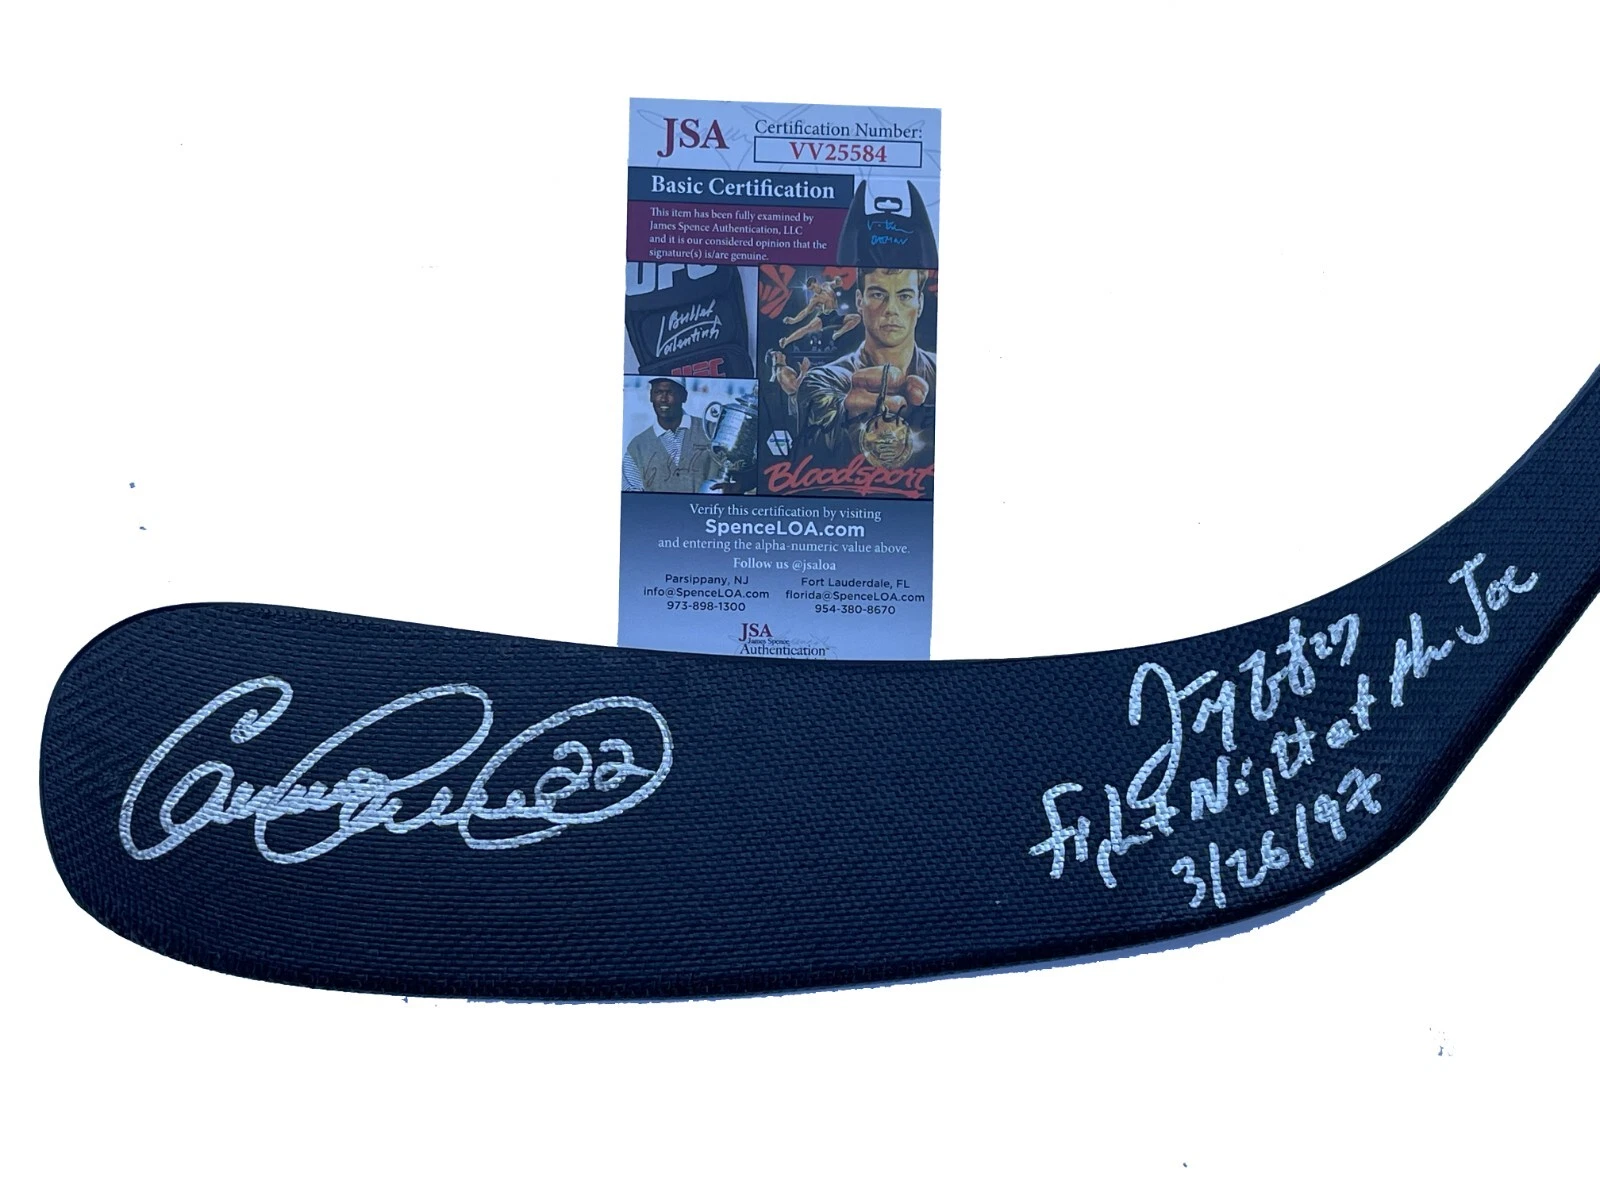 JSA
Certification Number:
VV25584
Basic Certification
This item has been fully examined by
James Spence Authentication, LLC
and it is our considered opinion that the
signature(s) is/are genuine.
UFC
Bloodsport
Verify this certification by visiting
SpenceLOA.com
and entering the alpha-numeric value above.
Follow us @jsaloa
Parsippany, NJ
info@SpenceLOA.com
973-898-1300
Fort Lauderdale, FL
florida@SpenceLOA.com
954-380-8670
JSA
James Spence
Authentication
22
Fight Night at the Joe
3/26/97